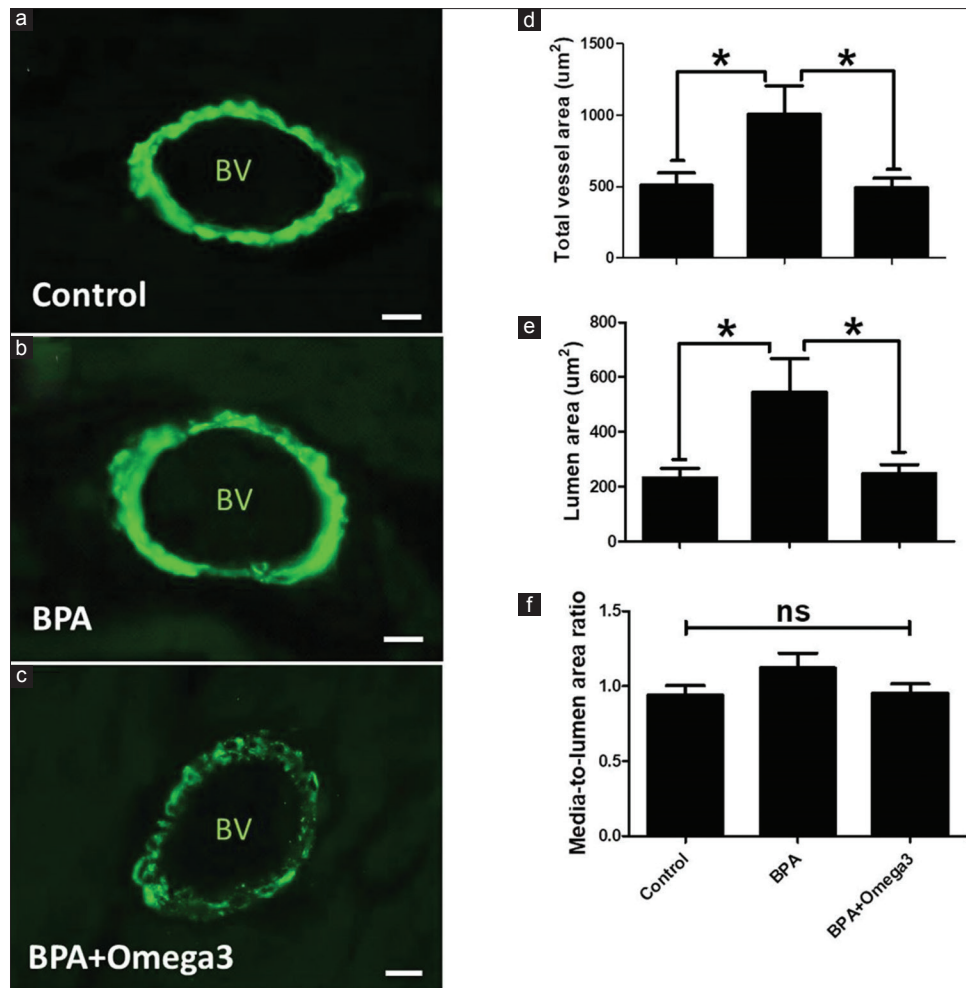 a
BV
Control
b
BV
BPA
c
BV
BPA+Omega3
d
Total vessel area (um²)
1500
1000
500
0
*
*
e
Lumen area (um²)
800
600
400
200
0
*
*
f
Media-to-lumen area ratio
1.5
1.0
0.5
0.0
ns
Control
BPA
BPA+Omega3